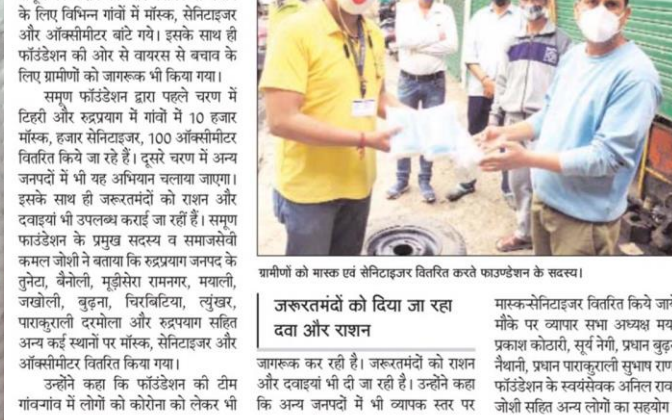 के लिए विभिन्न गांवों में मॉस्क, सेनिटाइजर
और ऑक्सीमीटर बांटे गये। इसके साथ ही
फॉउंडेशन की ओर से वायरस से बचाव के
लिए ग्रामीणों को जागरूक भी किया गया।
समूण फॉउंडेशन द्वारा पहले चरण में
टिहरी और रुद्रप्रयाग में गांवों में 10 हजार
मॉस्क, हजार सेनिटाइजर, 100 ऑक्सीमीटर
वितरित किये जा रहे हैं। दूसरे चरण में अन्य
जनपदों में भी यह अभियान चलाया जाएगा।
इसके साथ ही जरूरतमंदों को राशन और
दवाइयां भी उपलब्ध कराई जा रहीं हैं। समूण
फाउंडेशन के प्रमुख सदस्य व समाजसेवी
कमल जोशी ने बताया कि रुद्रप्रयाग जनपद के
तुनेटा, बैनोली, मूड़ीसेरा रामनगर, मयाली,
जखोली, बुढ़ना, चिरबिटिया, त्युंखर,
पाराकुराली दरमोला और रुद्रपयाग सहित
अन्य कई स्थानों पर मॉस्क, सेनिटाइजर और
ऑक्सीमीटर वितरित किया गया।
उन्होंने कहा कि फॉउंडेशन की टीम
गांव-गांव में लोगों को कोरोना को लेकर भी
ग्रामीणों को मास्क एवं सेनिटाइजर वितरित करते फाउण्डेशन के सदस्य।
जरूरतमंदों को दिया जा रहा
दवा और राशन
जागरूक कर रही है। जरूरतमंदों को राशन
और दवाइयां भी दी जा रही है। उन्होंने कहा
कि अन्य जनपदों में भी व्यापक स्तर पर
मास्क-सेनिटाइजर वितरित किये जाये
मौके पर व्यापार सभा अध्यक्ष
प्रकाश कोठारी, सूर्य नेगी, प्रधान
नैथानी, प्रधान पाराकुराली सुभाष
फॉउंडेशन के स्वयंसेवक अनिल
जोशी सहित अन्य लोगों का